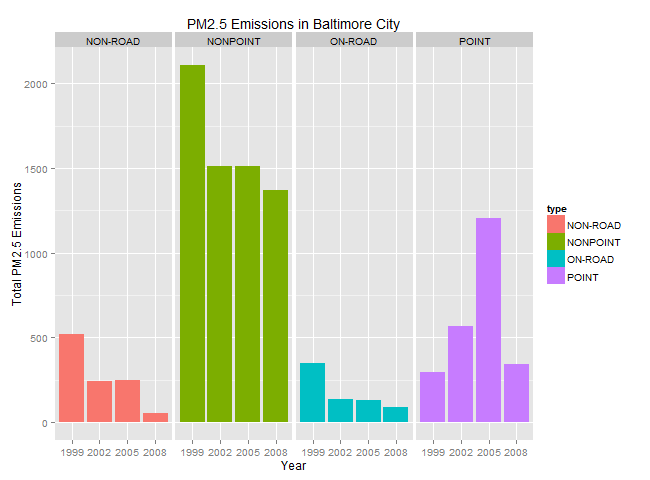 PM2.5 Emissions in Baltimore City
NON-ROAD NONPOINT ON-ROAD POINT
Total PM2.5 Emissions
2000
1500
1000
500
0
1999 2002 2005 2008 1999 2002 2005 2008 1999 2002 2005 2008 1999 2002 2005 2008
Year
type
NON-ROAD
NONPOINT
ON-ROAD
POINT